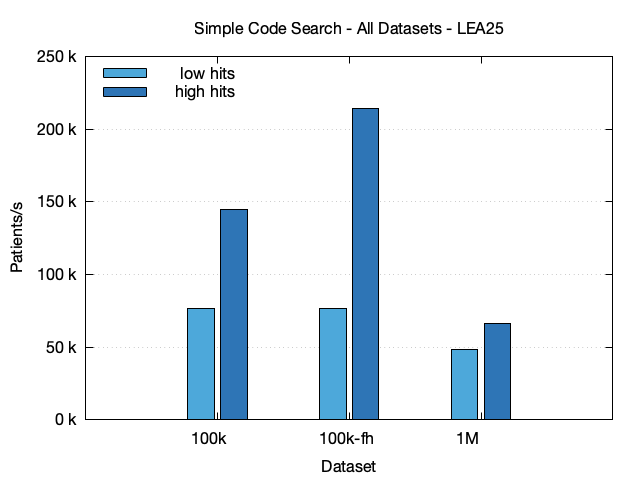 Simple Code Search - All Datasets - LEA25
250 k
200 k
150 k
100 k
50 k
0 k
Patients/s
low hits
high hits
100k
100k-fh
1M
Dataset